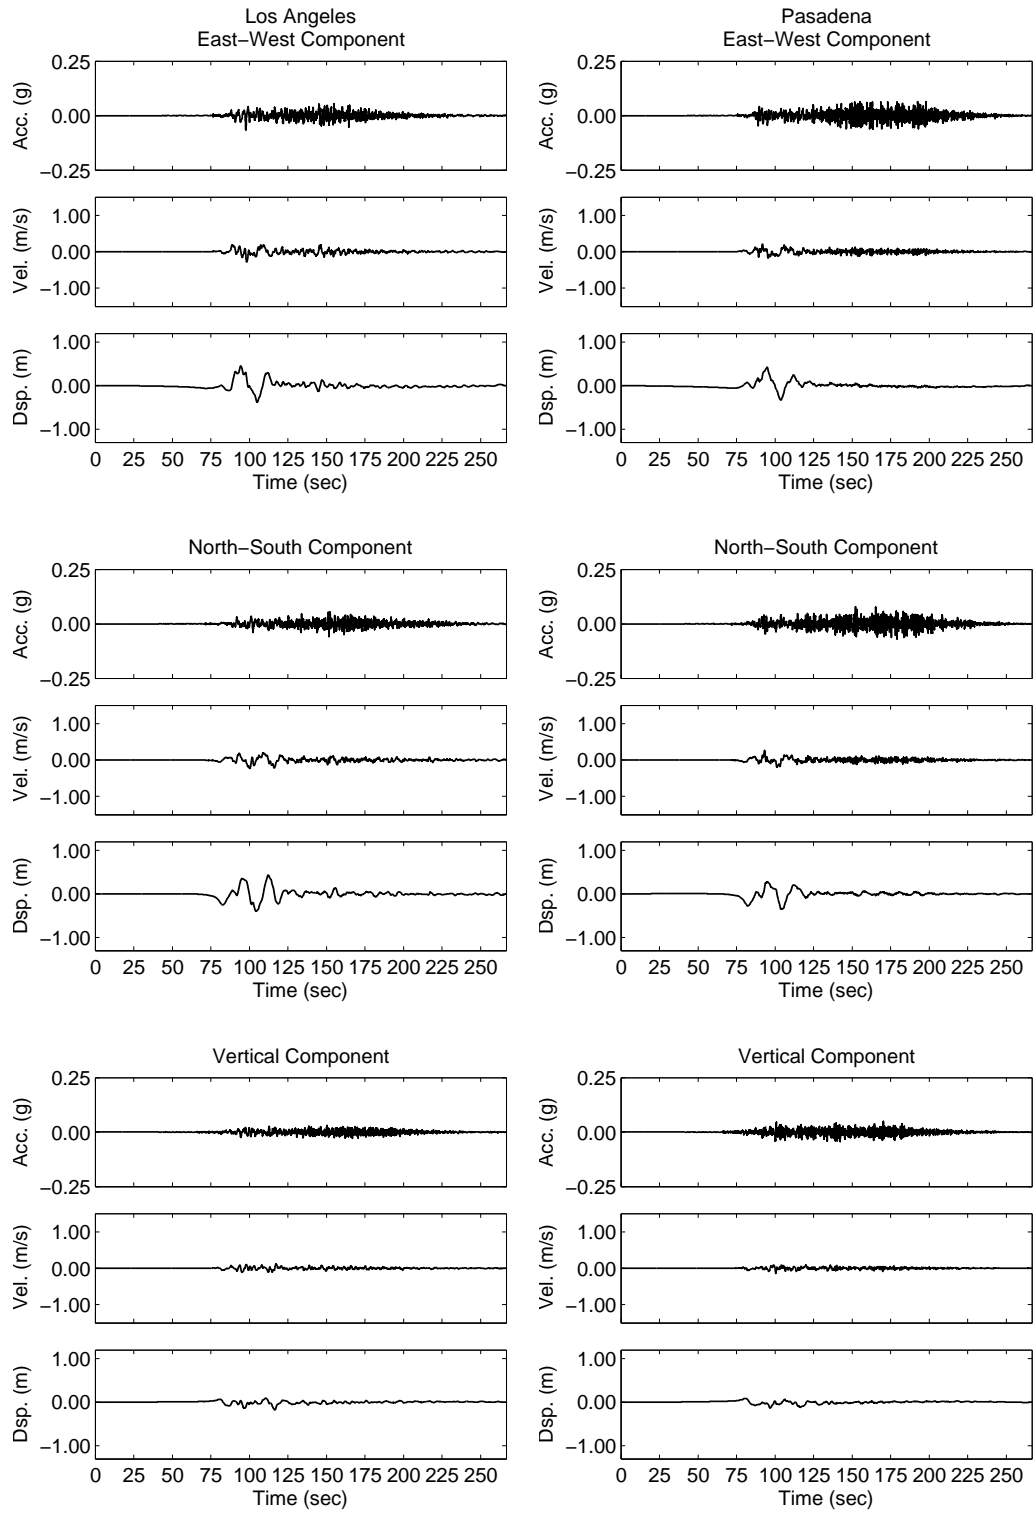 Los Angeles
East−West Component
0.25
0.00
−0.25
Acc. (g)
1.00
0.00
−1.00
Vel. (m/s)
1.00
0.00
−1.00
Dsp. (m)
0 25 50 75 100 125 150 175 200 225 250
Time (sec)
Pasadena
East−West Component
0.25
0.00
−0.25
Acc. (g)
1.00
0.00
−1.00
Vel. (m/s)
1.00
0.00
−1.00
Dsp. (m)
0 25 50 75 100 125 150 175 200 225 250
Time (sec)
North−South Component
0.25
0.00
−0.25
Acc. (g)
1.00
0.00
−1.00
Vel. (m/s)
1.00
0.00
−1.00
Dsp. (m)
0 25 50 75 100 125 150 175 200 225 250
Time (sec)
North−South Component
0.25
0.00
−0.25
Acc. (g)
1.00
0.00
−1.00
Vel. (m/s)
1.00
0.00
−1.00
Dsp. (m)
0 25 50 75 100 125 150 175 200 225 250
Time (sec)
Vertical Component
0.25
0.00
−0.25
Acc. (g)
1.00
0.00
−1.00
Vel. (m/s)
1.00
0.00
−1.00
Dsp. (m)
0 25 50 75 100 125 150 175 200 225 250
Time (sec)
Vertical Component
0.25
0.00
−0.25
Acc. (g)
1.00
0.00
−1.00
Vel. (m/s)
1.00
0.00
−1.00
Dsp. (m)
0 25 50 75 100 125 150 175 200 225 250
Time (sec)